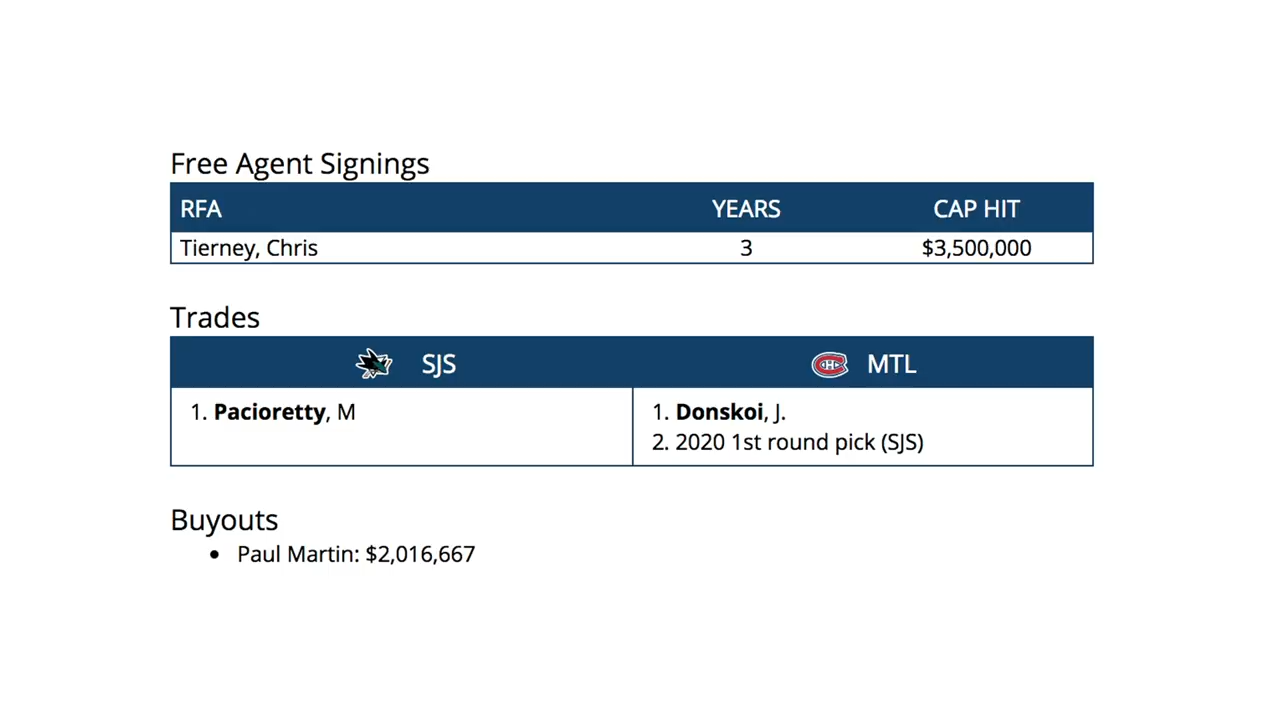 Free Agent Signings
RFA YEARS CAP HIT
Tierney, Chris 3 $3,500,000
Trades
SJS MTL
1. Pacioretty, M 1. Donskoi, J.
2. 2020 1st round pick (SJS)
Buyouts
• Paul Martin: $2,016,667